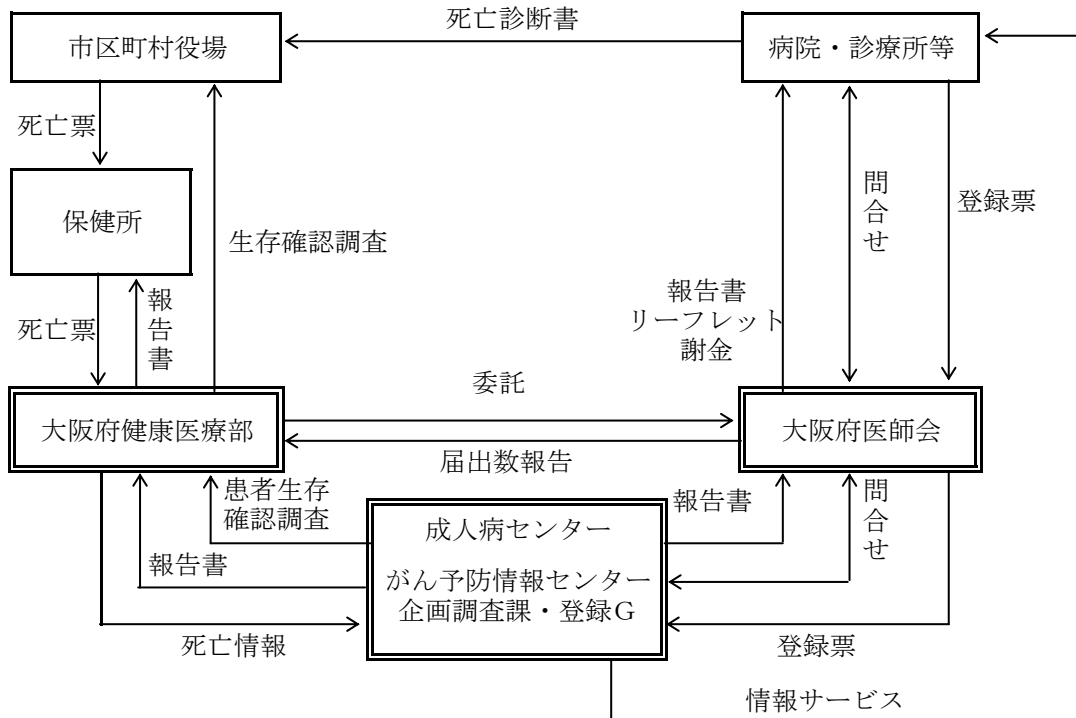 死亡診断書
市区町村役場
病院・診療所等
死亡票
保健所
生存確認調査
問合せ
登録票
報告書
リーフレット
謝金
死亡票
報告書
委託
大阪府健康医療部
大阪府医師会
届出数報告
患者生存
確認調査
報告書
問合せ
成人病センター
がん予防情報センター
企画調査課・登録G
報告書
死亡情報
登録票
情報サービス